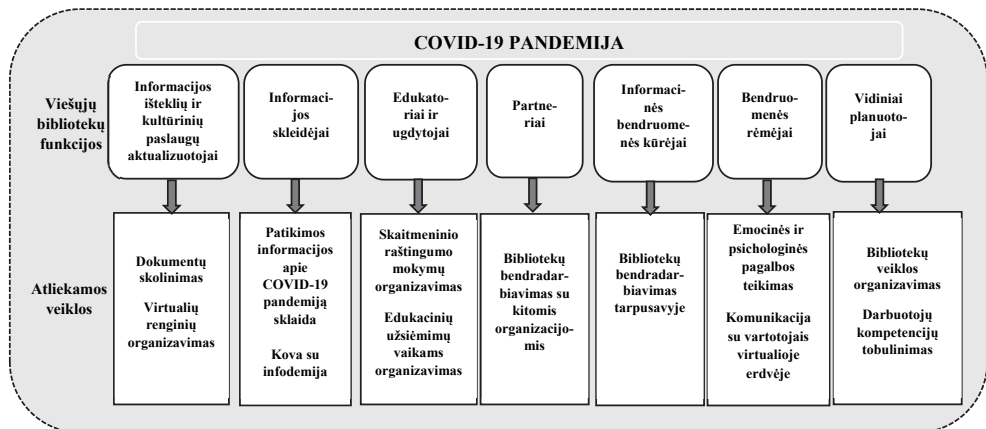 COVID-19 PANDEMIJA
Viešųjų
bibliotekų
funkcijos
Informacijos
išteklių ir
kultūrinių
paslaugų
aktualizuotojai
Informaci-
jos skleidėjai
Edukato-
riai ir
ugdytojai
Partne-
riai
Informaci-
nės
bendruome-
nės kūrėjai
Bendruo-
menės
rėmėjai
Vidiniai
planuoto-
jai
Atliekamos
veiklos
Dokumentų
skolinimas
Virtualių
renginių
organizavimas
Patikimos
informacijos
apie
COVID-19
pandemiją
sklaida
Kova su
infodemija
Skaitmeninio
raštingumo
mokymų
organizavimas
Edukacinių
užsiėmimų
vaikams
organizavimas
Bibliotekų
bendradar-
biavimas su
kitomis
organizacijo-
mis
Bibliotekų
bendradar-
biavimas
tarpusavyje
Emocinės ir
psichologinės
pagalbos
teikimas
Komunikacija
su vartotojais
virtualioje
erdvėje
Bibliotekų
veiklos
organizavimas
Darbuotojų
kompetencijų
tobulinimas